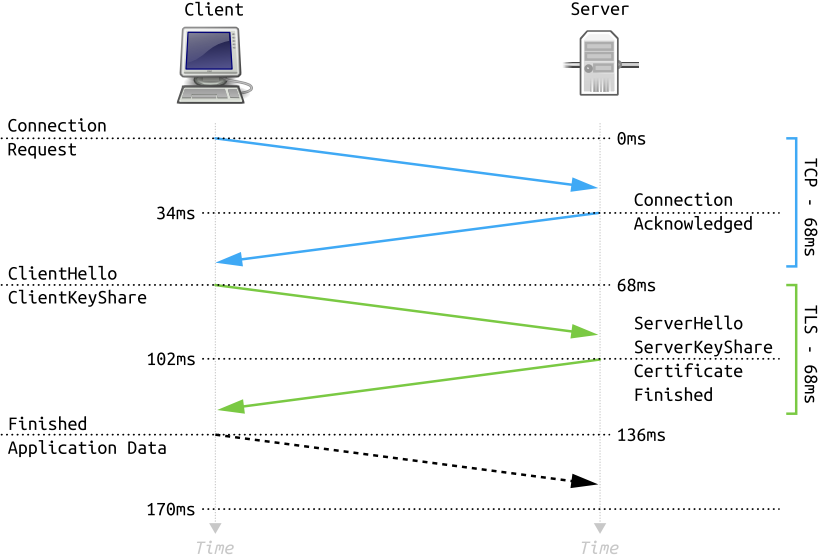 Client
Server
Connection
Request
0ms
34ms
Connection
Acknowledged
TCP - 68ms
ClientHello
ClientKeyShare
68ms
102ms
ServerHello
ServerKeyShare
Certificate
Finished
TLS - 68ms
Finished
Application Data
136ms
170ms
Time
Time